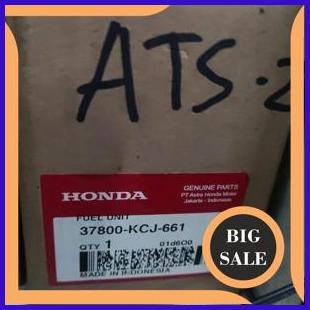 ATS-2
HONDA
GENUINE PARTS
PT Astra Honda Motor
Jakarta - Indonesia
FUEL UNIT
37800-KCJ-661
QTY 1
01d6O0
MADE IN INDONESIA
BIG
SALE